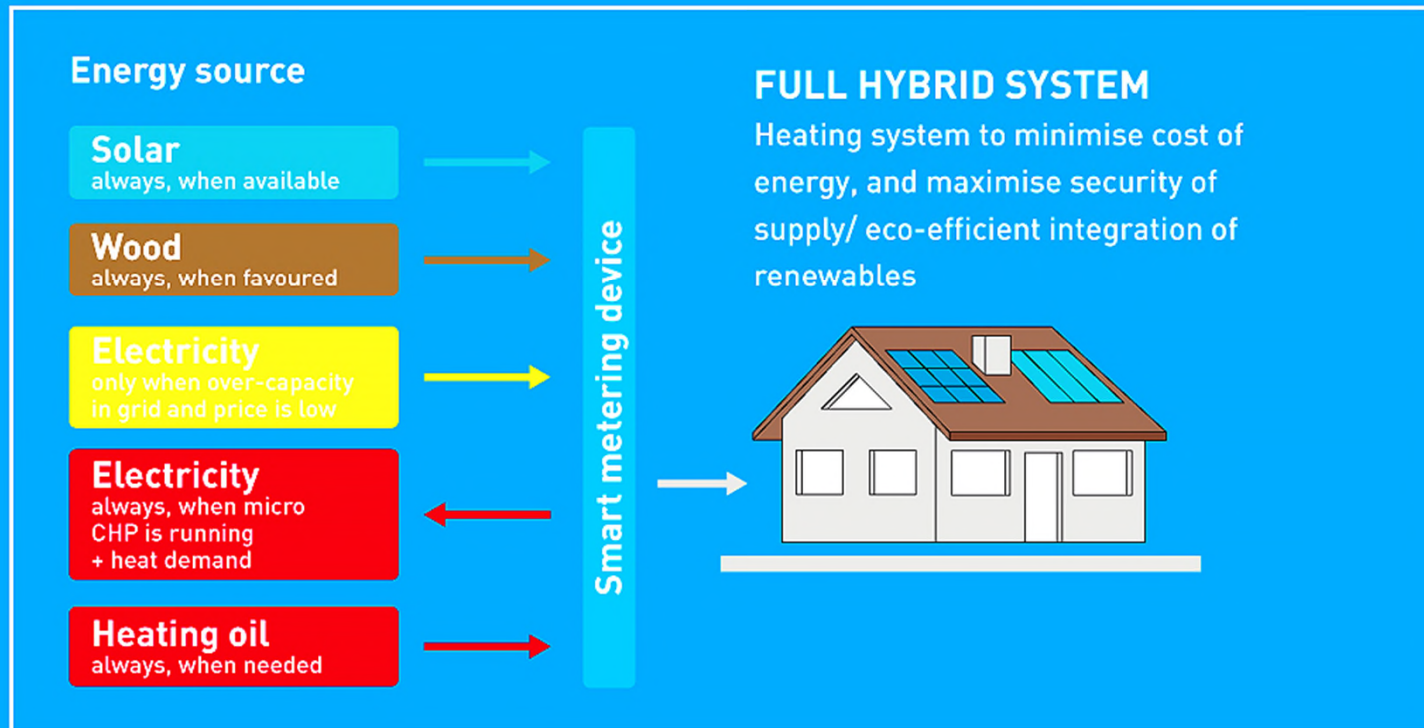 Energy source
Solar
always, when available
Wood
always, when favoured
Electricity
only when over-capacity
in grid and price is low
Electricity
always, when micro
CHP is running
+ heat demand
Heating oil
always, when needed
Smart metering device
FULL HYBRID SYSTEM
Heating system to minimise cost of
energy, and maximise security of
supply/ eco-efficient integration of
renewables